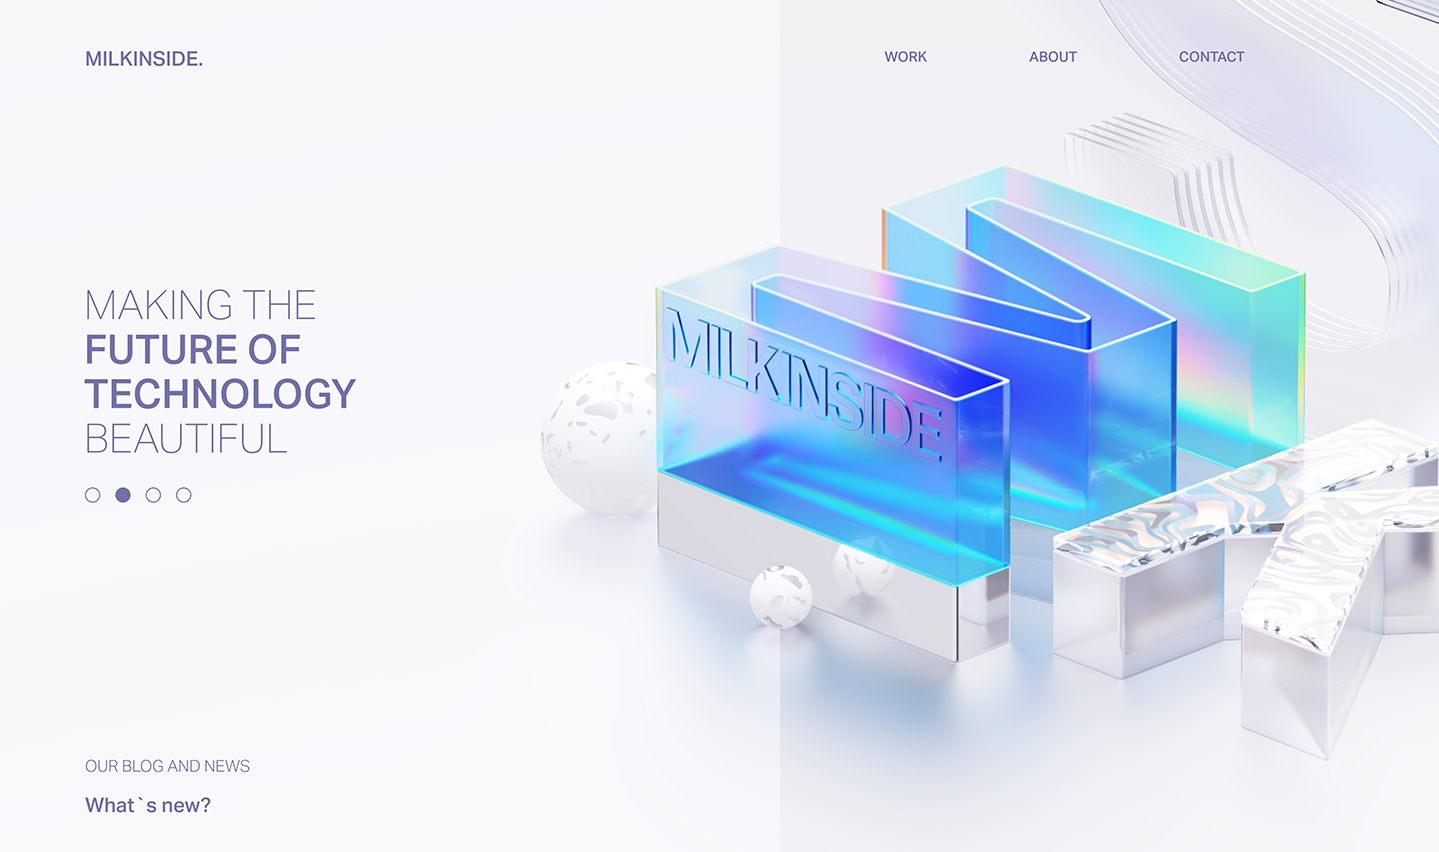 MILKINSIDE.
WORK
ABOUT
CONTACT
MAKING THE
FUTURE OF
TECHNOLOGY
BEAUTIFUL
MILKINSIDE
OUR BLOG AND NEWS
What`s new?